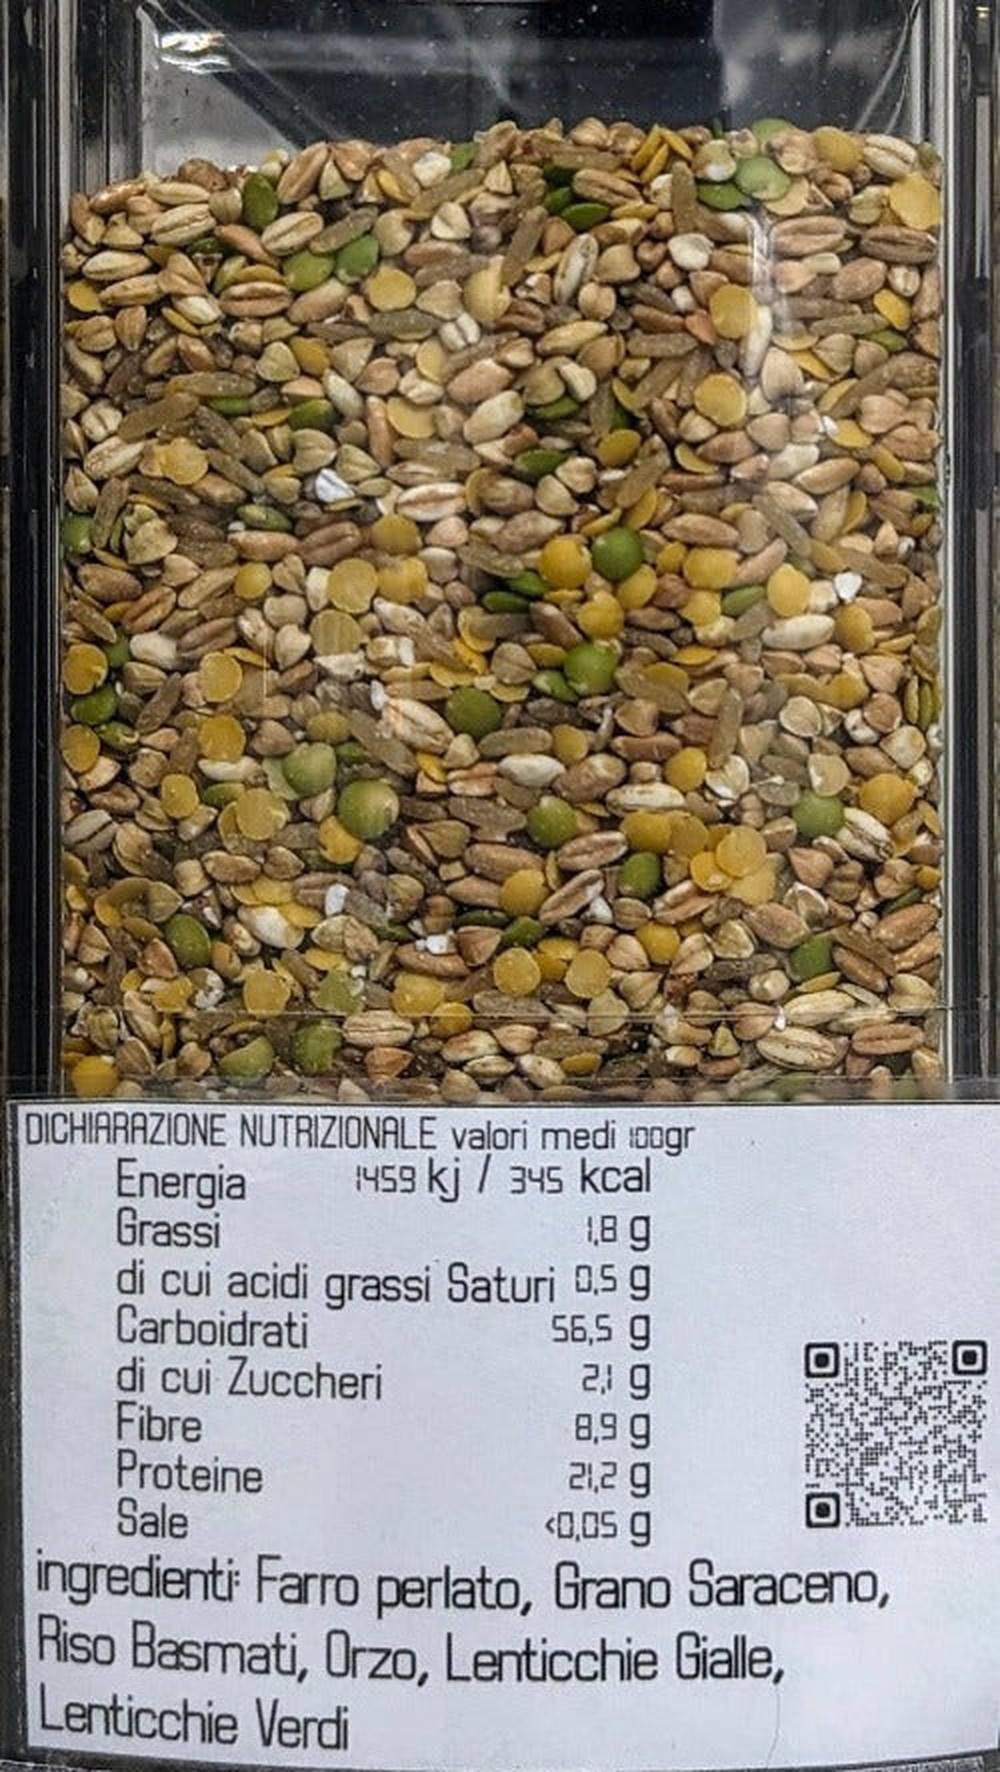 DICHIARAZIONE NUTRIZIONALE valori medi 100gr
Energia 1459 kj / 345 kcal
Grassi 1,8 g
di cui acidi grassi Saturi 0,5 g
Carboidrati 56,5 g
di cui Zuccheri 2,1 g
Fibre 8,9 g
Proteine 21,2 g
Sale <0,05 g
ingredienti: Farro perlato, Grano Saraceno,
Riso Basmati, Orzo, Lenticchie Gialle,
Lenticchie Verdi